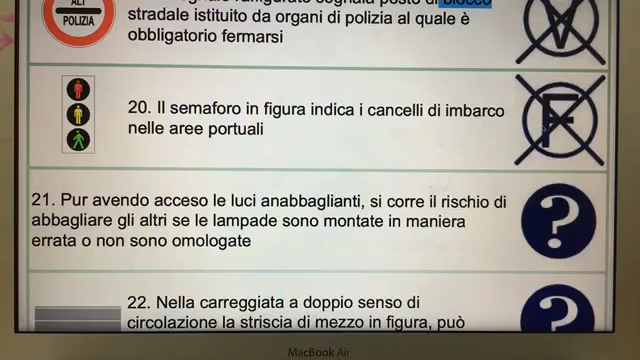 ALT
POLIZIA
stradale istituito da organi di polizia al quale è
obbligatorio fermarsi
V
20. Il semaforo in figura indica i cancelli di imbarco
nelle aree portuali
F
21. Pur avendo acceso le luci anabbaglianti, si corre il rischio di
abbagliare gli altri se le lampade sono montate in maniera
errata o non sono omologate
?
22. Nella carreggiata a doppio senso di
circolazione la striscia di mezzo in figura, può
?
MacBook Air